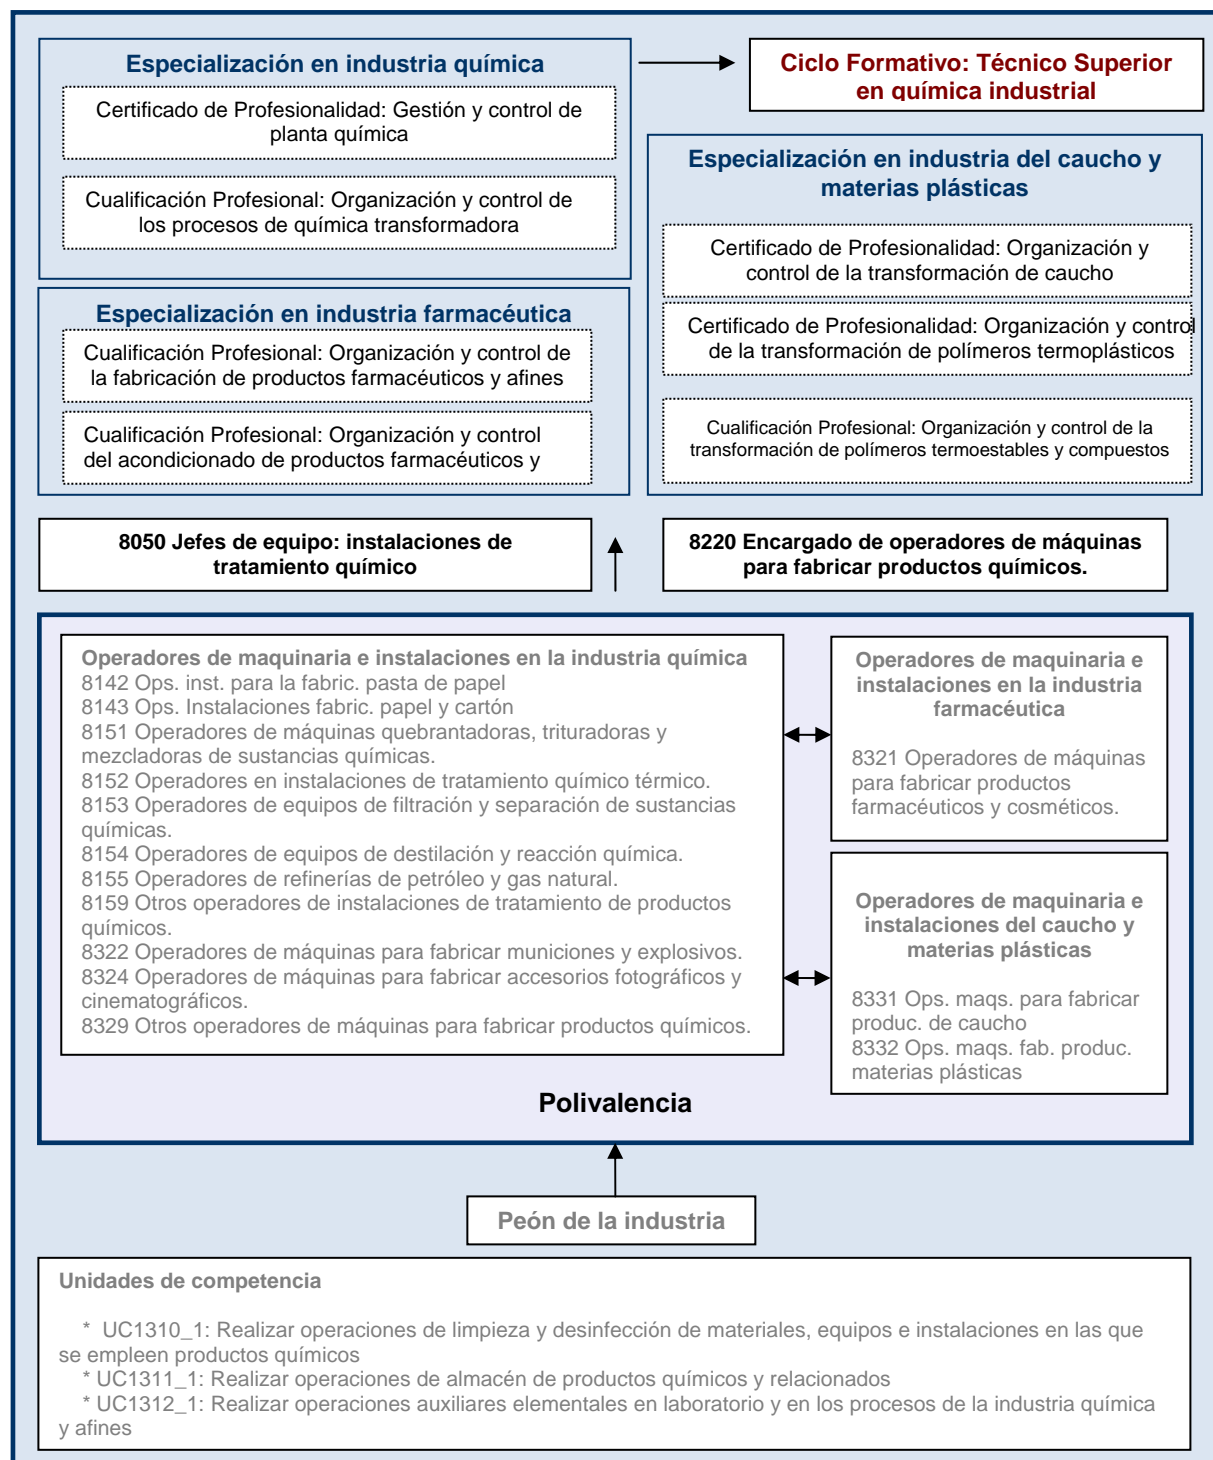 Especialización en industria química
Certificado de Profesionalidad: Gestión y control de
planta química
Cualificación Profesional: Organización y control de
los procesos de química transformadora
Ciclo Formativo: Técnico Superior
en química industrial
Especialización en industria del caucho y
materias plásticas
Certificado de Profesionalidad: Organización y
control de la transformación de caucho
Certificado de Profesionalidad: Organización y control
de la transformación de polímeros termoplásticos
Cualificación Profesional: Organización y control de la
transformación de polímeros termoestables y compuestos
Especialización en industria farmacéutica
Cualificación Profesional: Organización y control de
la fabricación de productos farmacéuticos y afines
Cualificación Profesional: Organización y control
del acondicionado de productos farmacéuticos y
8050 Jefes de equipo: instalaciones de
tratamiento químico
8220 Encargado de operadores de máquinas
para fabricar productos químicos.
Operadores de maquinaria e instalaciones en la industria química
8142 Ops. inst. para la fabric. pasta de papel
8143 Ops. Instalaciones fabric. papel y cartón
8151 Operadores de máquinas quebrantadoras, trituradoras y
mezcladoras de sustancias químicas.
8152 Operadores en instalaciones de tratamiento químico térmico.
8153 Operadores de equipos de filtración y separación de sustancias
químicas.
8154 Operadores de equipos de destilación y reacción química.
8155 Operadores de refinerías de petróleo y gas natural.
8159 Otros operadores de instalaciones de tratamiento de productos
químicos.
8322 Operadores de máquinas para fabricar municiones y explosivos.
8324 Operadores de máquinas para fabricar accesorios fotográficos y
cinematográficos.
8329 Otros operadores de máquinas para fabricar productos químicos.
Operadores de maquinaria e
instalaciones en la industria
farmacéutica
8321 Operadores de máquinas
para fabricar productos
farmacéuticos y cosméticos.
Operadores de maquinaria e
instalaciones del caucho y
materias plásticas
8331 Ops. maqs. para fabricar
produc. de caucho
8332 Ops. maqs. fab. produc.
materias plásticas
Polivalencia
Peón de la industria
Unidades de competencia
* UC1310_1: Realizar operaciones de limpieza y desinfección de materiales, equipos e instalaciones en las que
se empleen productos químicos
* UC1311_1: Realizar operaciones de almacén de productos químicos y relacionados
* UC1312_1: Realizar operaciones auxiliares elementales en laboratorio y en los procesos de la industria química
y afines